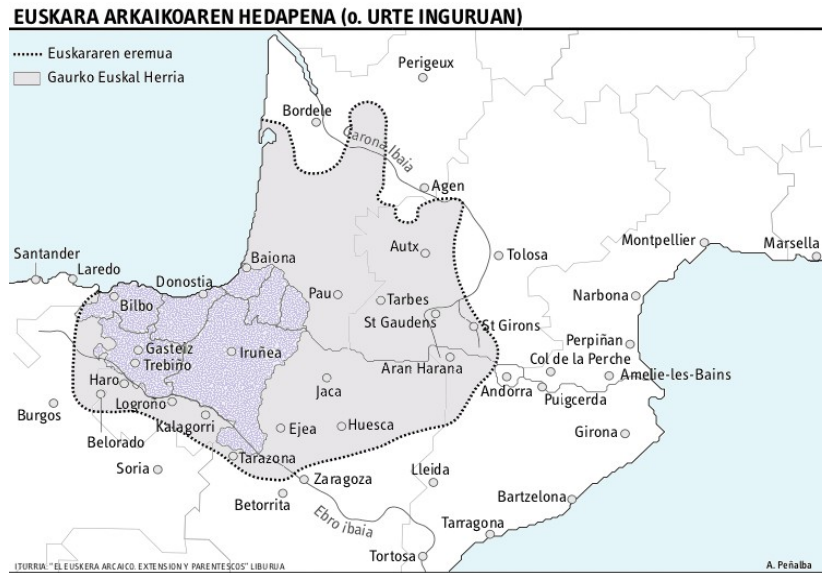 EUSKARA ARKAIKOAREN HEDAPENA (0. URTE INGURUAN)
Euskararen eremua
Gaurko Euskal Herria
Perigeux
Bordele
Garona Ibaia
Agen
Autx
Tolosa
Montpellier
Marsella
Santander
Laredo
Donostia
Baiona
Bilbo
Pau
Tarbes
St Gaudens
St Girons
Narbona
Perpiñan
Gasteiz
Trebiño
Iruñea
Aran Harana
Col de la Perche
Amelie-les-Bains
Andorra
Puigcerda
Haro
Jaca
Burgos
Logroño
Kalagorri
Belorado
Ejea
Huesca
Girona
Soria
Tarazona
Zaragoza
Lleida
Betorrita
Ebro ibaia
Bartzelona
Tarragona
Tortosa
ITURRIA: "EL EUSKERA ARCAICO. EXTENSION Y PARENTESCOS" LIBURUA
A. Peñalba